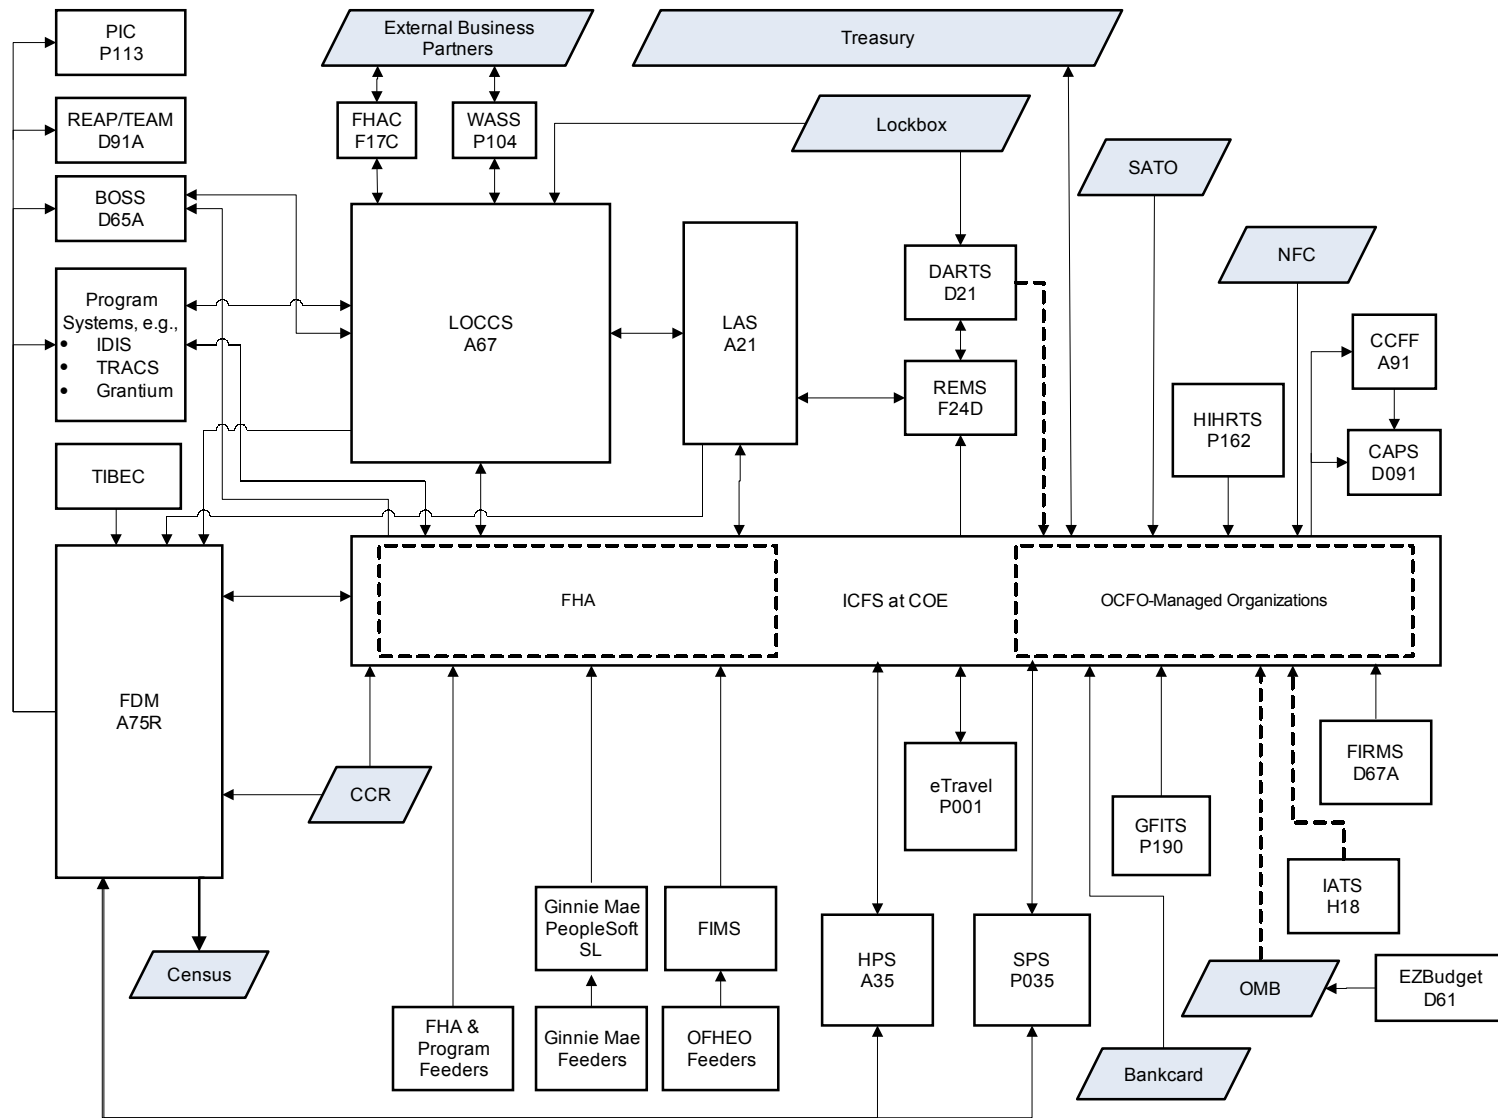 PIC
P113
External Business
Partners
Treasury
REAP/TEAM
D91A
FHAC
F17C
WASS
P104
Lockbox
SATO
BOSS
D65A
NFC
DARTS
D21
Program
Systems, e.g.,
• IDIS
• TRACS
• Grantium
LOCCS
A67
LAS
A21
CCFF
A91
REMS
F24D
HIHRTS
P162
CAPS
D091
TIBEC
FHA
ICFS at COE
OCFO-Managed Organizations
FDM
A75R
CCR
eTravel
P001
FIRMS
D67A
GFITS
P190
IATS
H18
Ginnie Mae
PeopleSoft
SL
FIMS
HPS
A35
SPS
P035
Census
OMB
EZBudget
D61
FHA &
Program
Feeders
Ginnie Mae
Feeders
OFHEO
Feeders
Bankcard